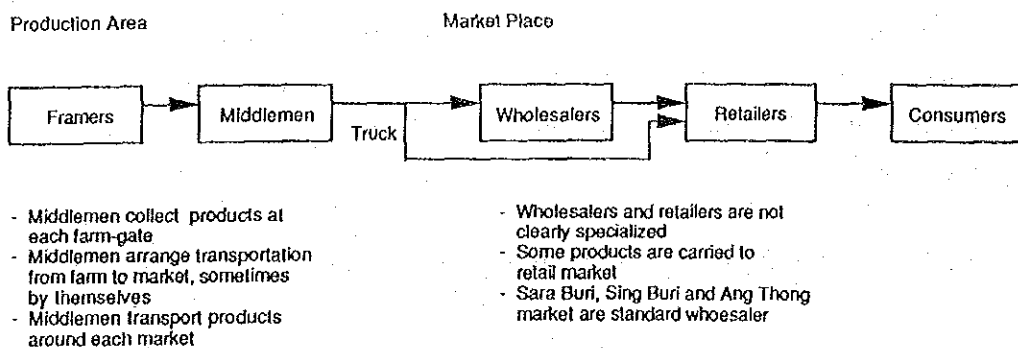 Production Area
Market Place
Framers
Middlemen
Truck
Wholesalers
Retailers
Consumers
- Middlemen collect products at
each farm-gate
- Middlemen arrange transportation
from farm to market, sometimes
by themselves
- Middlemen transport products
around each market
- Wholesalers and retailers are not
clearly specialized
- Some products are carried to
retail market
- Sara Buri, Sing Buri and Ang Thong
market are standard whoesaler